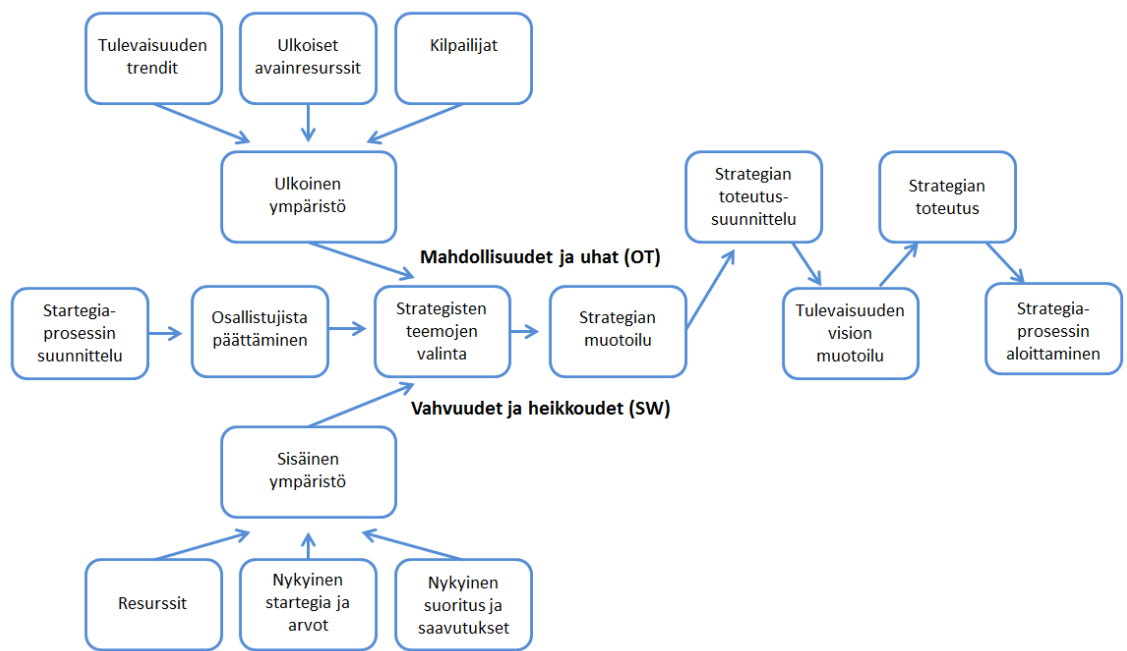 Tulevaisuuden
trendit
Ulkoiset
avainresurssit
Kilpailijat
Ulkoinen
ympäristö
Mahdollisuudet ja uhat (OT)
Startegia-
prosessin
suunnittelu
Osallistujista
päättäminen
Strategisten
teemojen
valinta
Strategian
muotoilu
Strategian
toteutus-
suunnittelu
Tulevaisuuden
vision
muotoilu
Strategian
toteutus
Strategia-
prosessin
aloittaminen
Vahvuudet ja heikkoudet (SW)
Sisäinen
ympäristö
Resurssit
Nykyinen
startegia ja
arvot
Nykyinen
suoritus ja
saavutukset